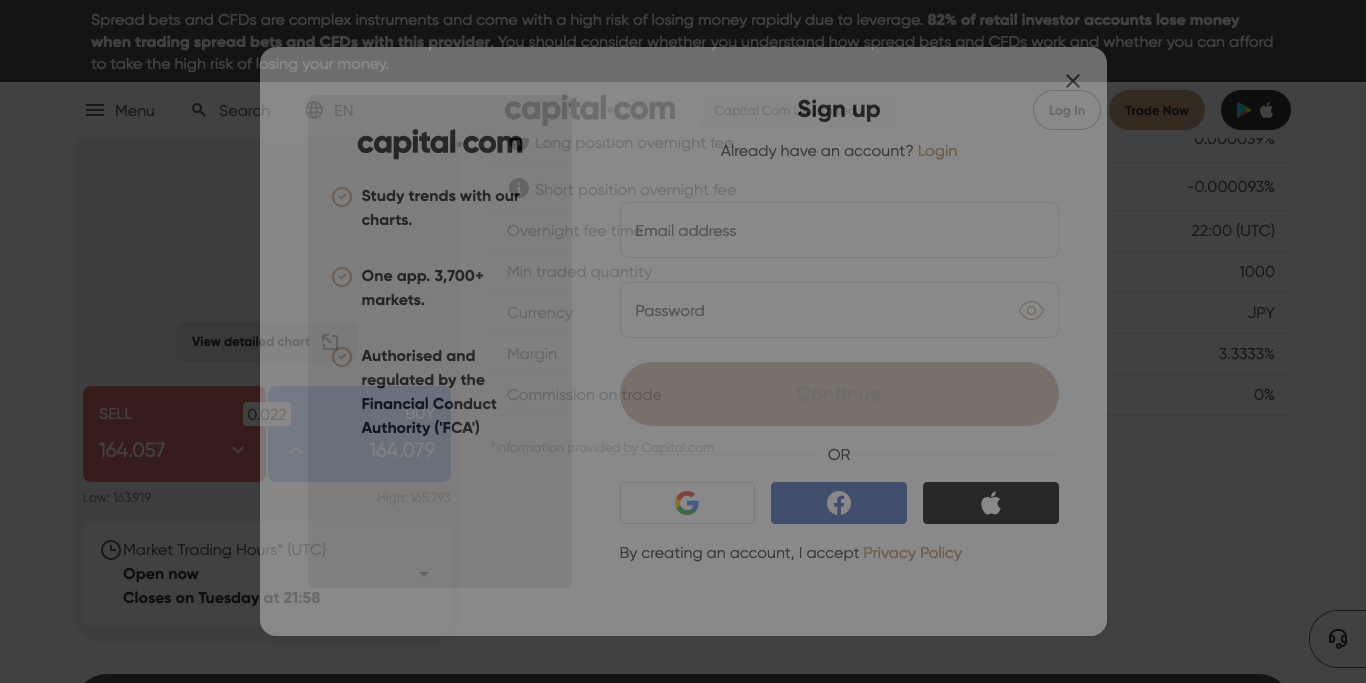 Spread bets and CFDs are complex instruments and come with a high risk of losing money rapidly due to leverage. 82% of retail investor accounts lose money
when trading spread bets and CFDs with this provider. You should consider whether you understand how spread bets and CFDs work and whether you can afford
to take the high risk of losing your money.
Menu
Search
EN
capital.com
Capital Com
Log In
Trade Now
Sign up
Already have an account? Login
capital.com
Study trends with our
charts.
One app. 3,700+
markets.
Authorised and
regulated by the
Financial Conduct
Authority ('FCA')
Email address
Password
Continue
OR
By creating an account, I accept Privacy Policy
Long position overnight fee
0.000039%
Short position overnight fee
-0.000093%
Overnight fee time
22:00 (UTC)
Min traded quantity
1000
Currency
JPY
Margin
3.3333%
Commission on trade
0%
*Information provided by Capital.com
View detailed chart
SELL
164.057
0.022
BUY
164.079
Low: 163.919
High: 165.793
Market Trading Hours* (UTC)
Open now
Closes on Tuesday at 21:58